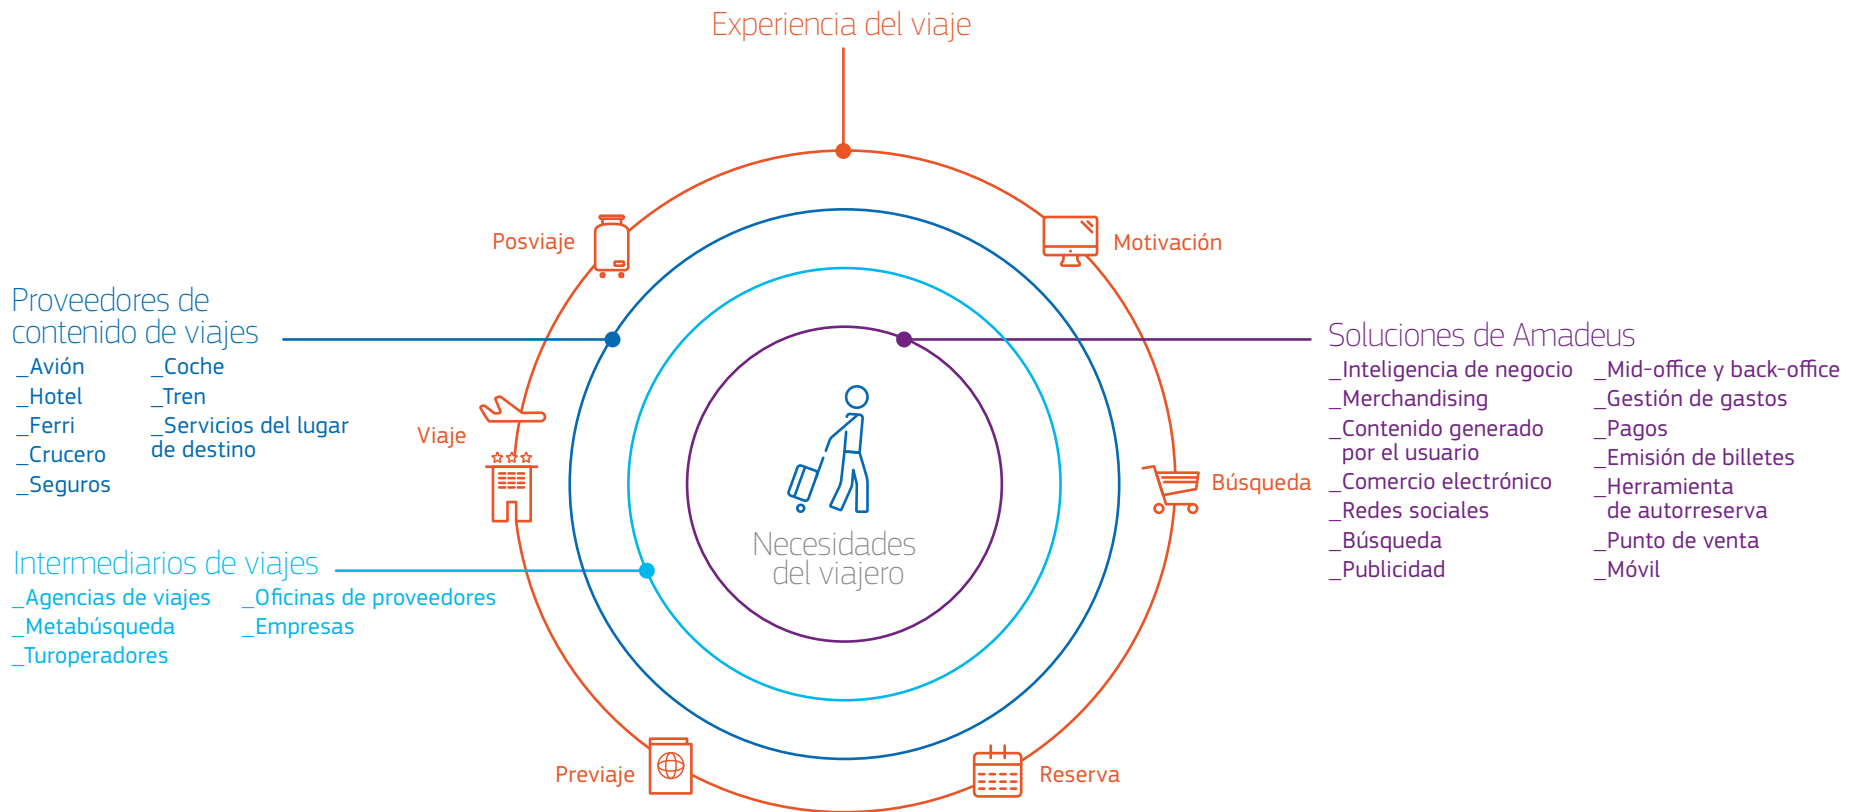 Experiencia del viaje
Posviaje
Motivación
Proveedores de
contenido de viajes
_Avión
_Hotel
_Ferri
_Crucero
_Seguros
_Coche
_Tren
_Servicios del lugar
de destino
Viaje
Búsqueda
Soluciones de Amadeus
_Inteligencia de negocio
_Merchandising
_Contenido generado
por el usuario
_Comercio electrónico
_Redes sociales
_Búsqueda
_Publicidad
_Mid-office y back-office
_Gestión de gastos
_Pagos
_Emisión de billetes
_Herramienta
de autorreserva
_Punto de venta
_Móvil
Necesidades
del viajero
Intermediarios de viajes
_Agencias de viajes
_Metabúsqueda
_Turoperadores
_Oficinas de proveedores
_Empresas
Previaje
Reserva